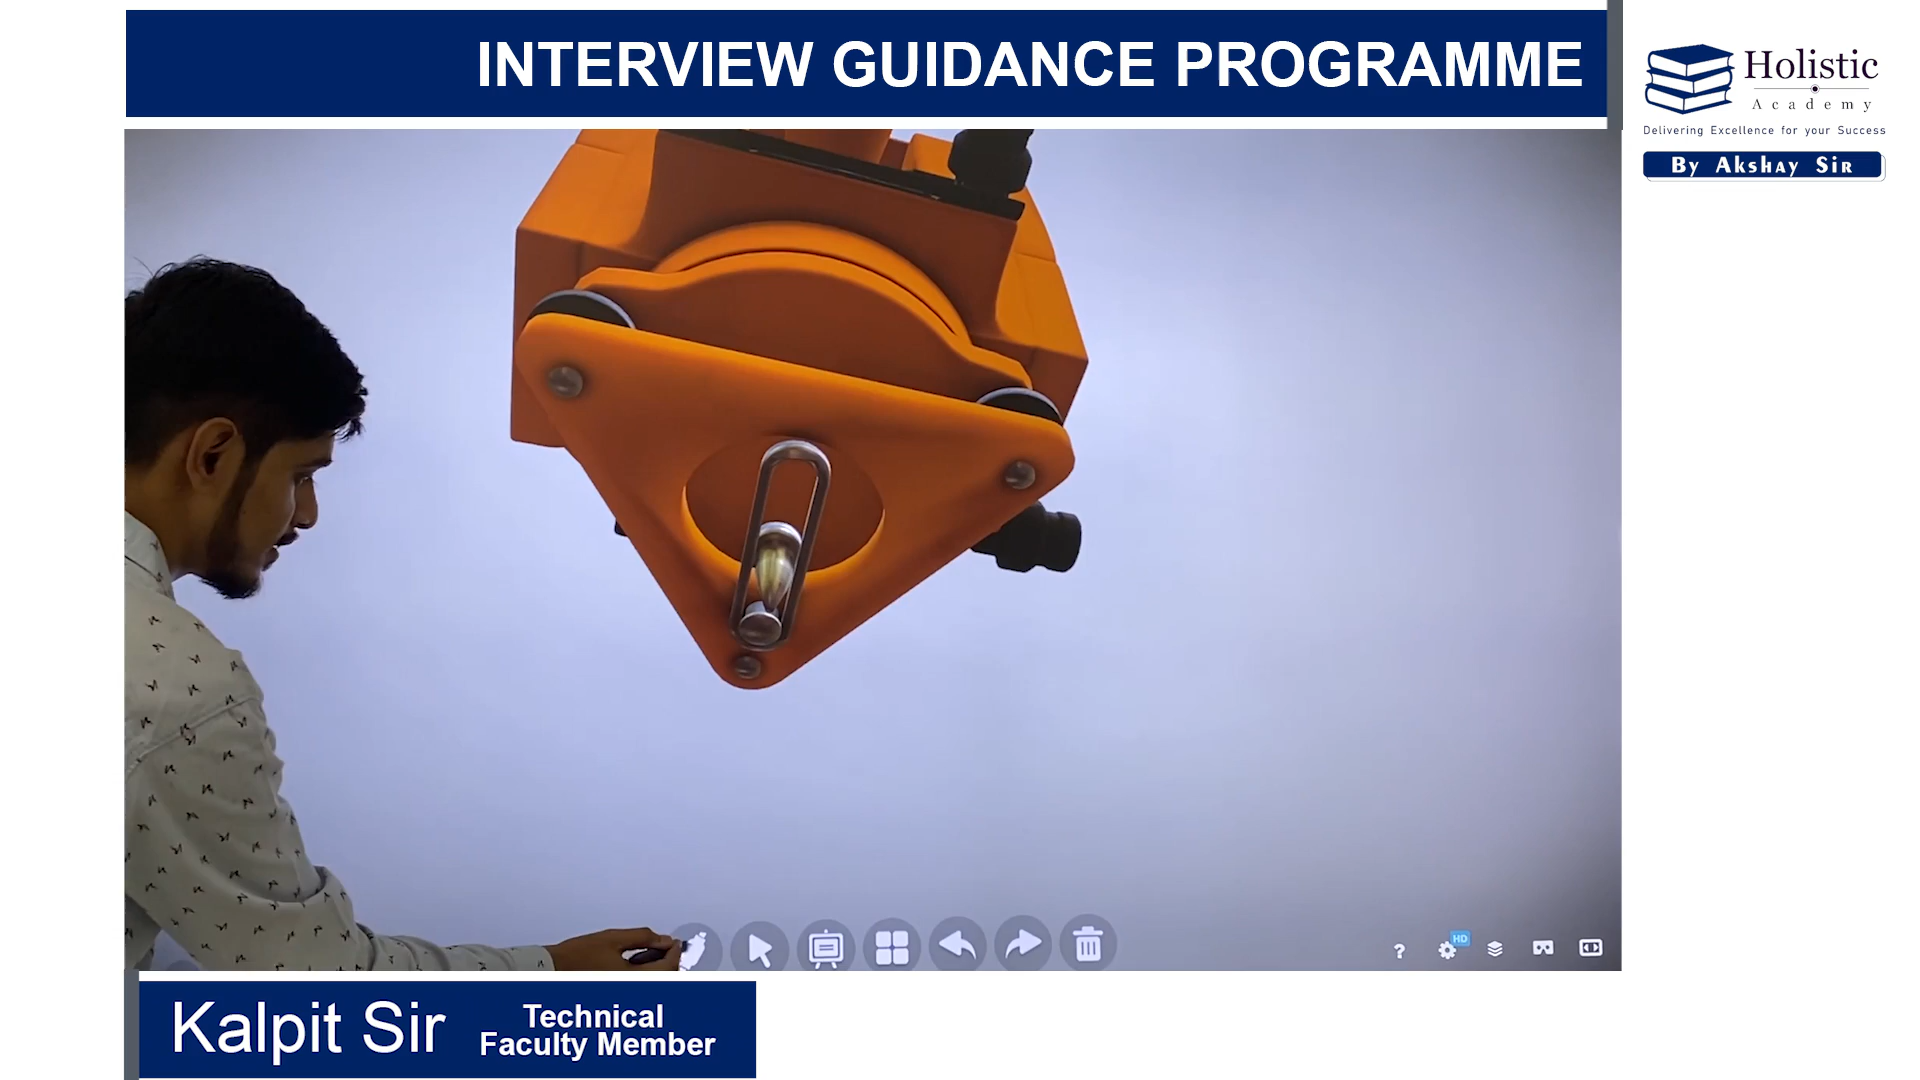 INTERVIEW GUIDANCE PROGRAMME
Holistic
Academy
Delivering Excellence for your Success
By Akshay Sir
?
HD
Kalpit Sir
Technical
Faculty Member